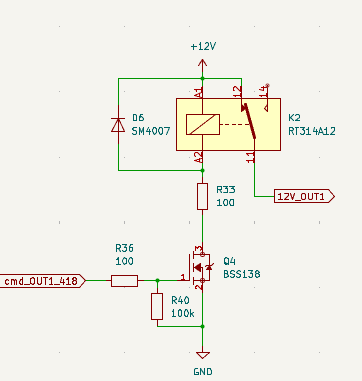 +12V
A1
12
14
D6
SM4007
K2
RT314A12
A2
11
R33
100
12V_OUT1
3
R36
100
Q4
BSS138
cmd_OUT1_418
1
2
R40
100k
GND